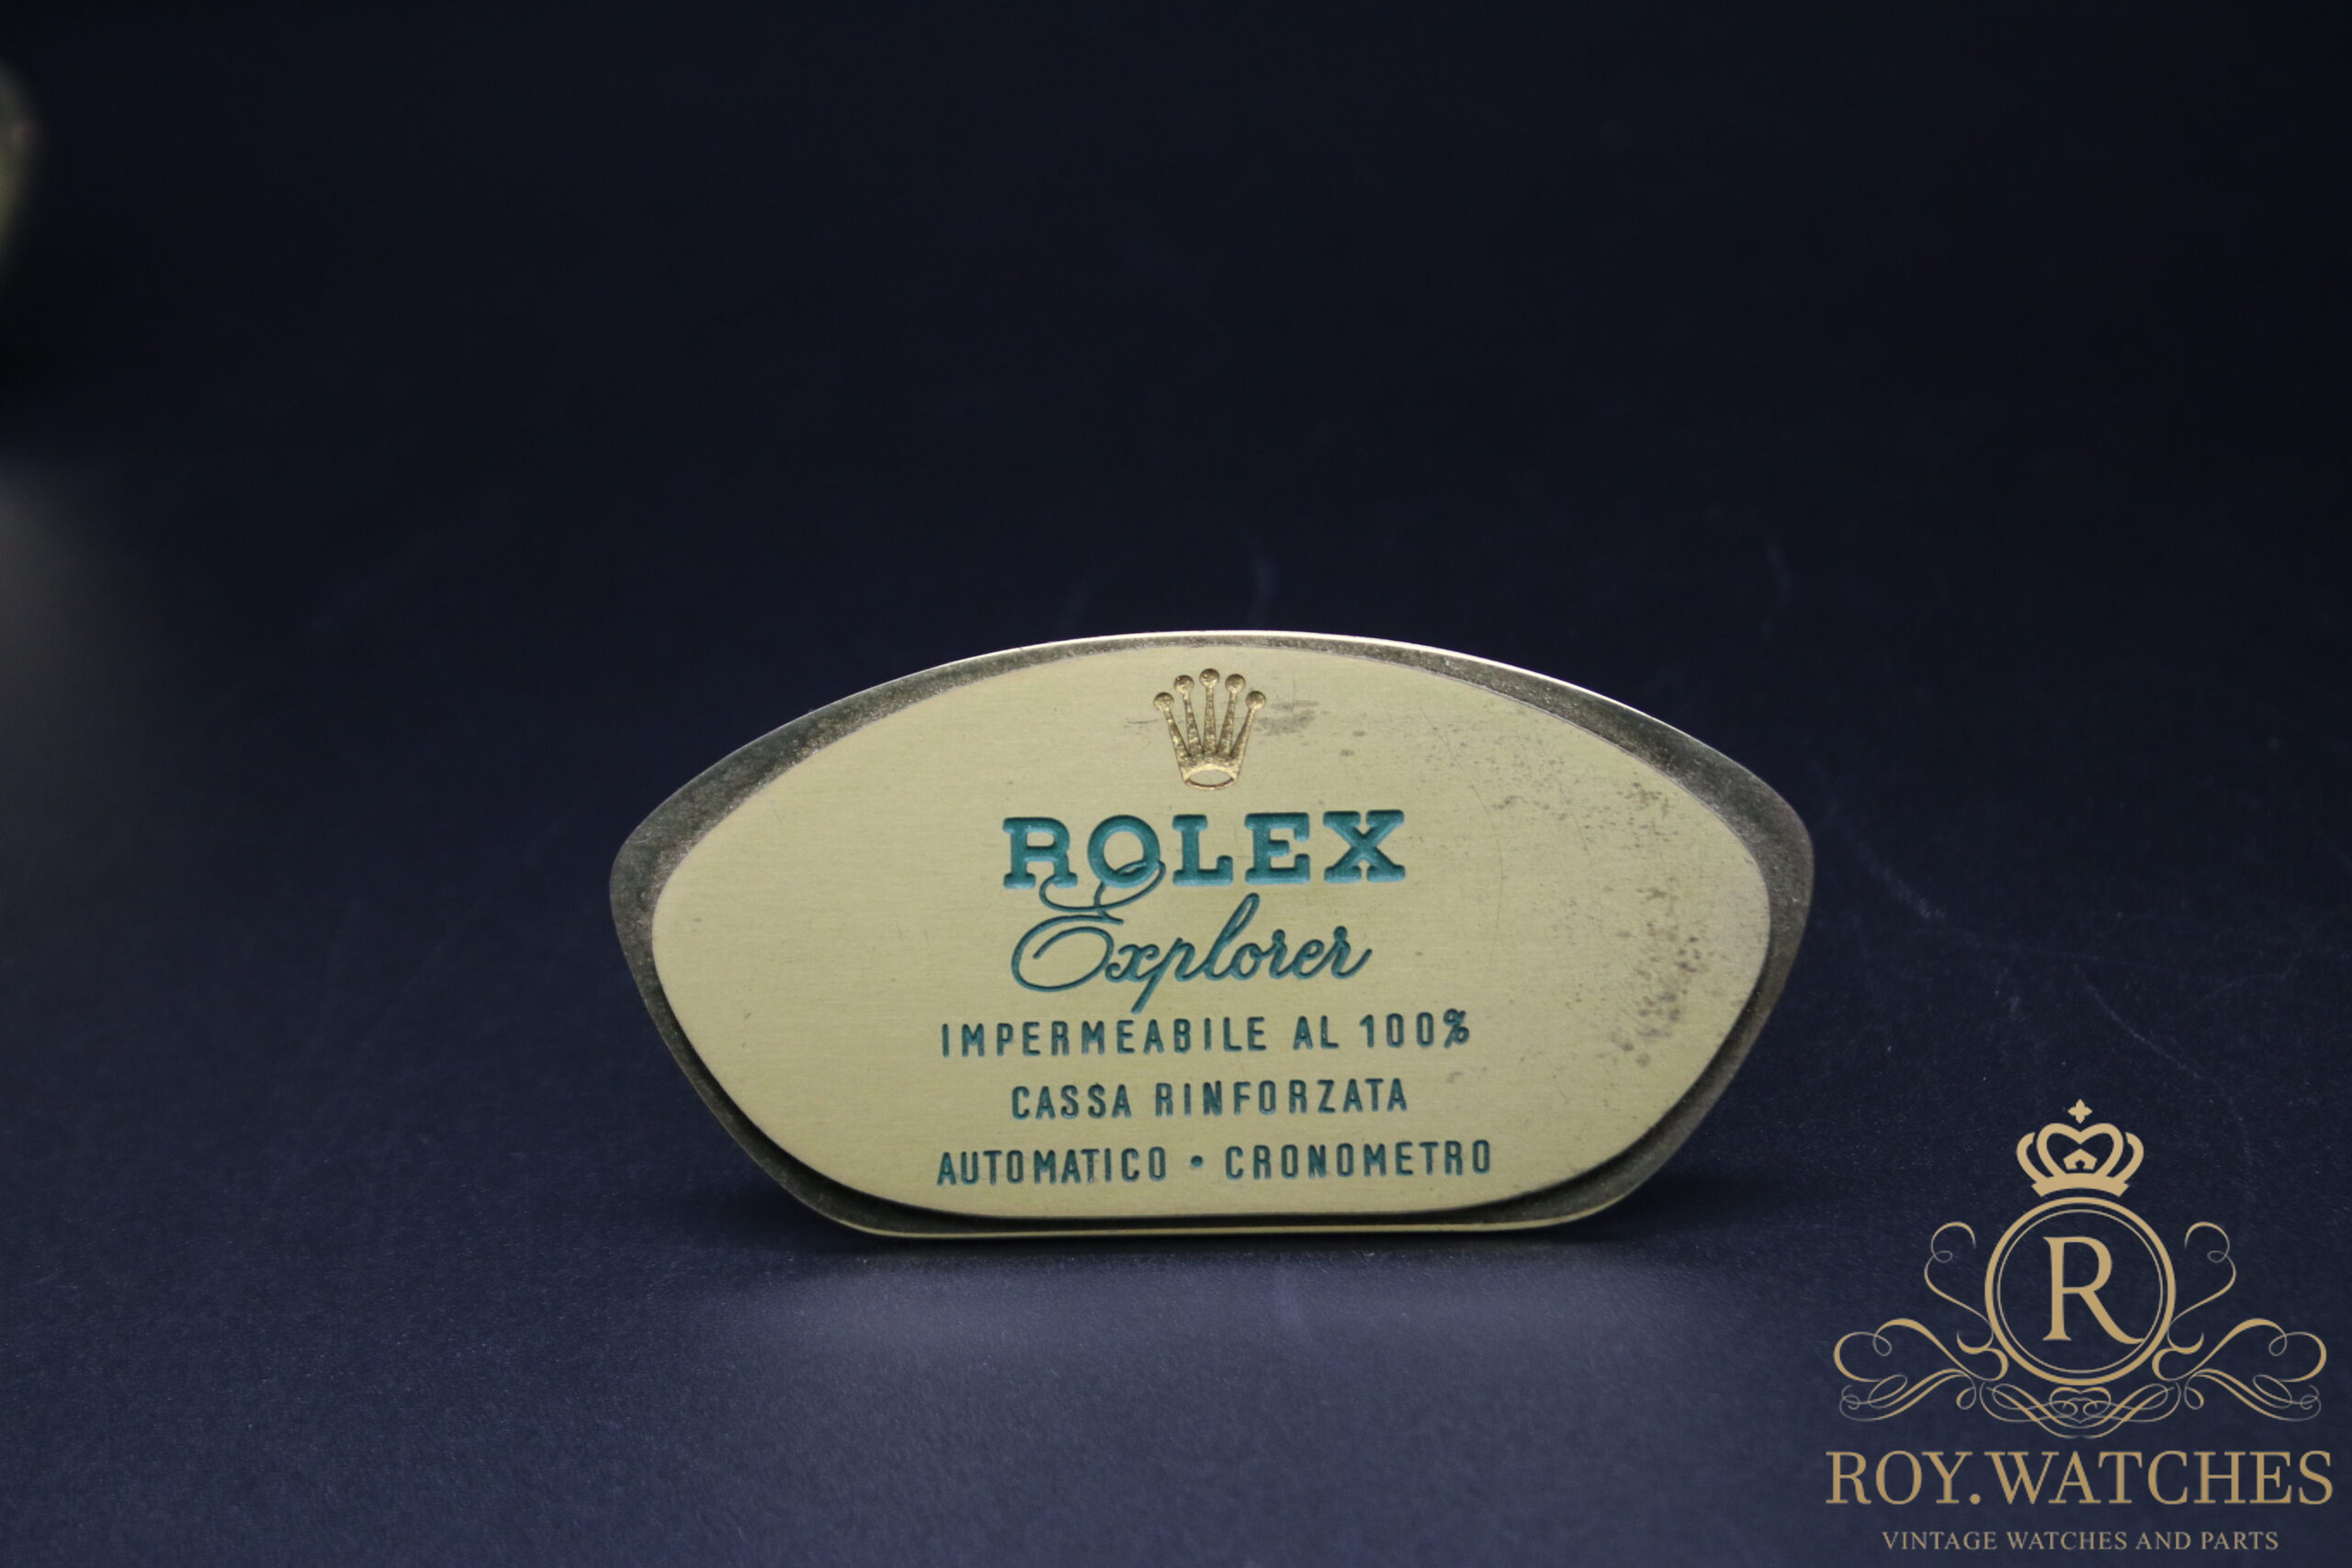 ROLEX
Explorer
IMPERMEABILE AL 100%
CASSA RINFORZATA
AUTOMATICO • CRONOMETRO
R
ROY.WATCHES
VINTAGE WATCHES AND PARTS